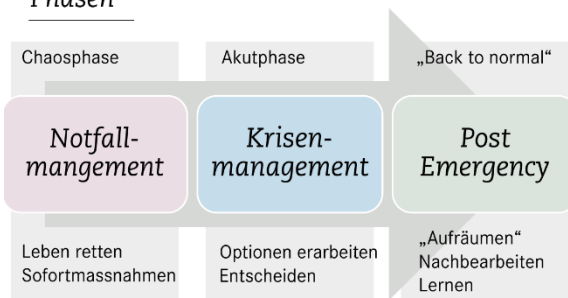 Phasen
Chaosphase
Akutphase
„Back to normal“
Notfall-
mangement
Krisen-
management
Post
Emergency
Leben retten
Sofortmassnahmen
Optionen erarbeiten
Entscheiden
„Aufräumen“
Nachbearbeiten
Lernen